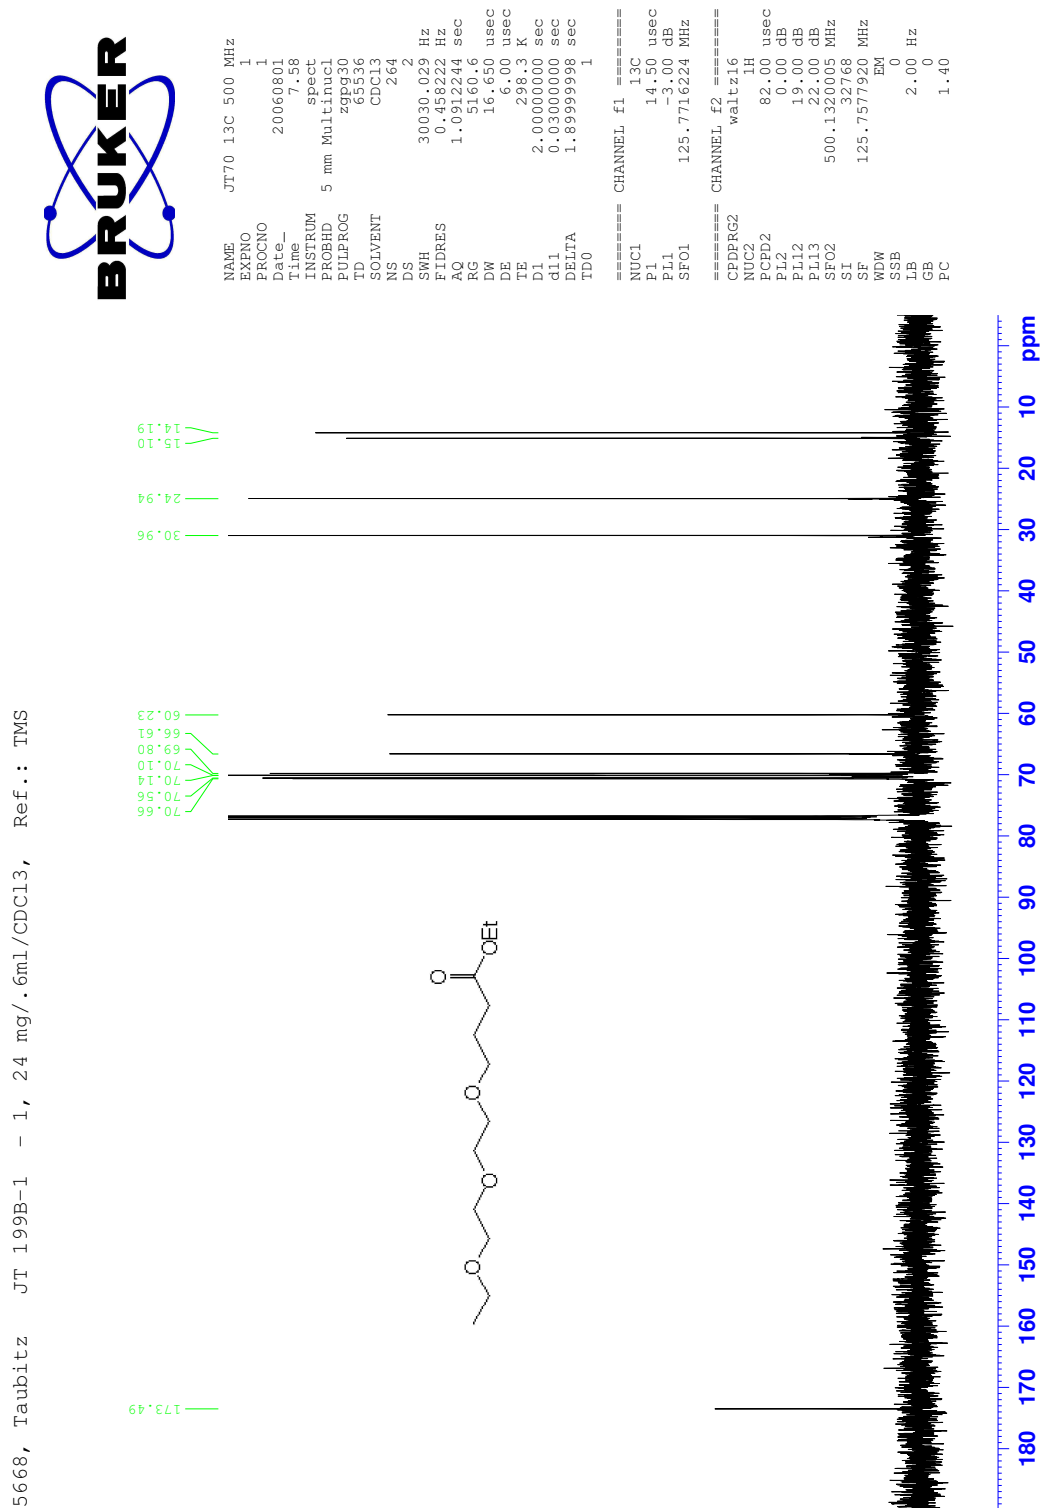 5668, Taubitz JT 199B-1 - 1, 24 mg/.6ml/CDCl3, Ref.: TMS
173.49
70.66
70.56
70.14
70.10
69.80
66.61
60.23
30.96
24.94
15.10
14.19
O
OEt
O
O
O
180 170 160 150 140 130 120 110 100 90 80 70 60 50 40 30 20 10 ppm
BRUKER
NAME JT70 13C 500 MHz
EXPNO 1
PROCNO 1
Date_ 20060801
Time 7.58
INSTRUM spect
PROBHD 5 mm Multinucl
PULPROG zgpg30
TD 65536
SOLVENT CDCl3
NS 264
DS 2
SWH 30030.029 Hz
FIDRES 0.458222 Hz
AQ 1.0912244 sec
RG 5160.6
DW 16.650 usec
DE 6.00 usec
TE 298.3 K
D1 2.00000000 sec
d11 0.03000000 sec
DELTA 1.89999998 sec
TD0 1
======== CHANNEL f1 ========
NUC1 13C
P1 14.50 usec
PL1 -3.00 dB
SFO1 125.7716224 MHz
======== CHANNEL f2 ========
CPDPRG2 waltz16
NUC2 1H
PCPD2 82.00 usec
PL2 0.00 dB
PL12 19.00 dB
PL13 22.00 dB
SFO2 500.1320005 MHz
SI 32768
SF 125.7577920 MHz
WDW EM
SSB 0
LB 2.00 Hz
GB 0
PC 1.40